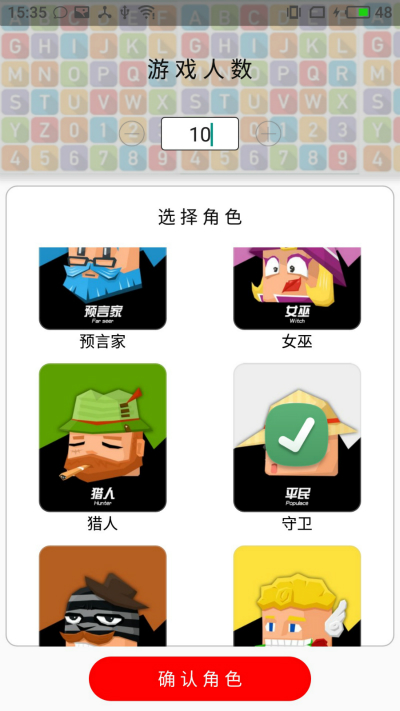 15:35
48
游戏人数
10
选择角色
预言家
Far seer
女巫
Witch
预言家
女巫
猎人
Hunter
平民
Populace
猎人
守卫
确认角色